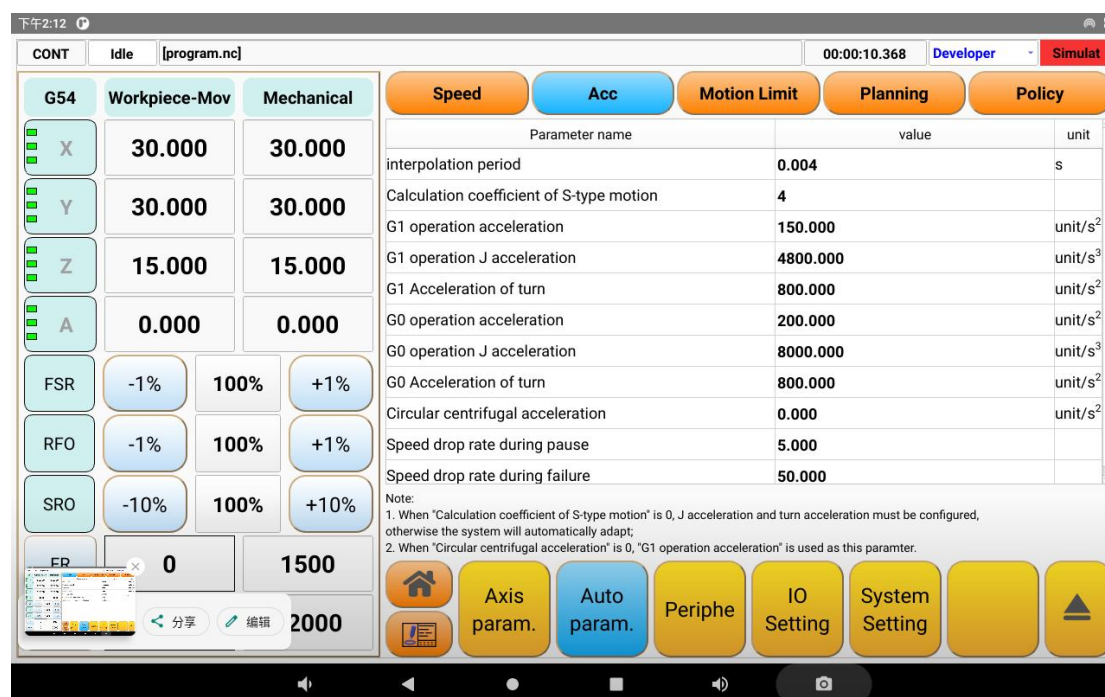 下午2:12
CONT Idle [program.nc] 00:00:10.368 Developer Simulat
G54 Workpiece-Mov Mechanical
X 30.000 30.000
Y 30.000 30.000
Z 15.000 15.000
A 0.000 0.000
FSR -1% 100% +1%
RFO -1% 100% +1%
SRO -10% 100% +10%
FR 0 1500
2000
分享 编辑
Speed Acc Motion Limit Planning Policy
Parameter name value unit
interpolation period 0.004 s
Calculation coefficient of S-type motion 4
G1 operation acceleration 150.000 unit/s²
G1 operation J acceleration 4800.000 unit/s³
G1 Acceleration of turn 800.000 unit/s²
G0 operation acceleration 200.000 unit/s²
G0 operation J acceleration 8000.000 unit/s³
G0 Acceleration of turn 800.000 unit/s²
Circular centrifugal acceleration 0.000 unit/s²
Speed drop rate during pause 5.000
Speed drop rate during failure 50.000
Note:
1. When "Calculation coefficient of S-type motion" is 0, J acceleration and turn acceleration must be configured,
otherwise the system will automatically adapt;
2. When "Circular centrifugal acceleration" is 0, "G1 operation acceleration" is used as this paramter.
Axis param. Auto param. Periphe IO Setting System Setting